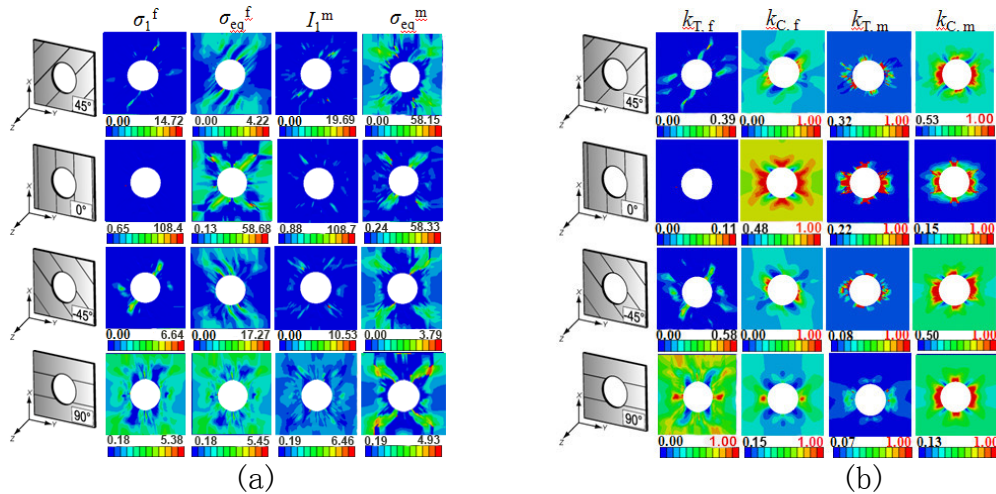 σ₁ᶠ σeqᶠ I₁ᵐ σeqᵐ
X 45° Y Z
0.00 14.72 0.00 4.22 0.00 19.69 0.00 58.15
X 0° Y Z
0.65 108.4 0.13 58.68 0.88 108.7 0.24 58.33
X -45° Y Z
0.00 6.64 0.00 17.27 0.00 10.53 0.00 3.79
X 90° Y Z
0.18 5.38 0.18 5.45 0.19 6.46 0.19 4.93
(a)
kT, f kC, f kT, m kC, m
X 45° Y Z
0.00 0.39 0.00 1.00 0.32 1.00 0.53 1.00
X 0° Y Z
0.00 0.11 0.48 1.00 0.22 1.00 0.15 1.00
X -45° Y Z
0.00 0.58 0.00 1.00 0.08 1.00 0.50 1.00
X 90° Y Z
0.00 1.00 0.15 1.00 0.07 1.00 0.13 1.00
(b)